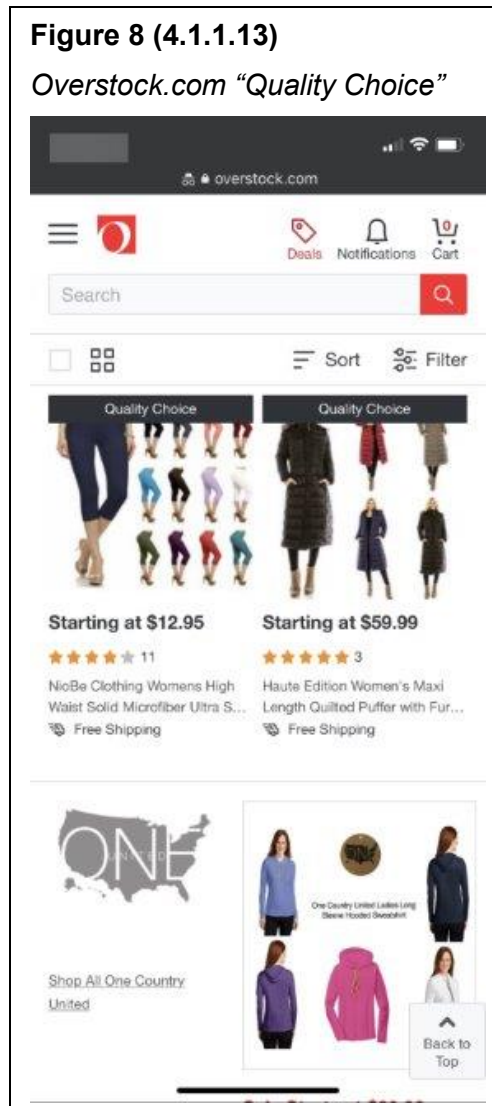 Figure 8 (4.1.1.13)
Overstock.com “Quality Choice”
overstock.com
Deals
Notifications
0
Cart
Search
Sort
Filter
Quality Choice
Quality Choice
Starting at $12.95
11
NioBe Clothing Womens High
Waist Solid Microfiber Ultra S...
Free Shipping
Starting at $59.99
3
Haute Edition Women's Maxi
Length Quilted Puffer with Fur...
Free Shipping
ONE
UNITED
Shop All One Country
United
One Country United Ladies Long
Sleeve Hooded Sweatshirt
Back to
Top